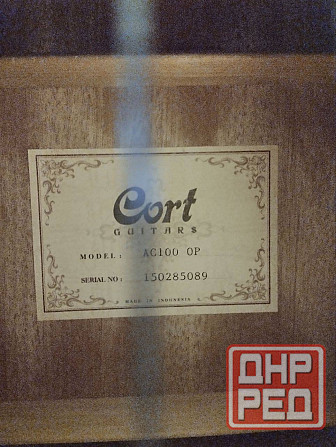 Cort
GUITARS
MODEL: AC100 OP
SERIAL NO: 150285089
MADE IN INDONESIA
ДНР
РЕД